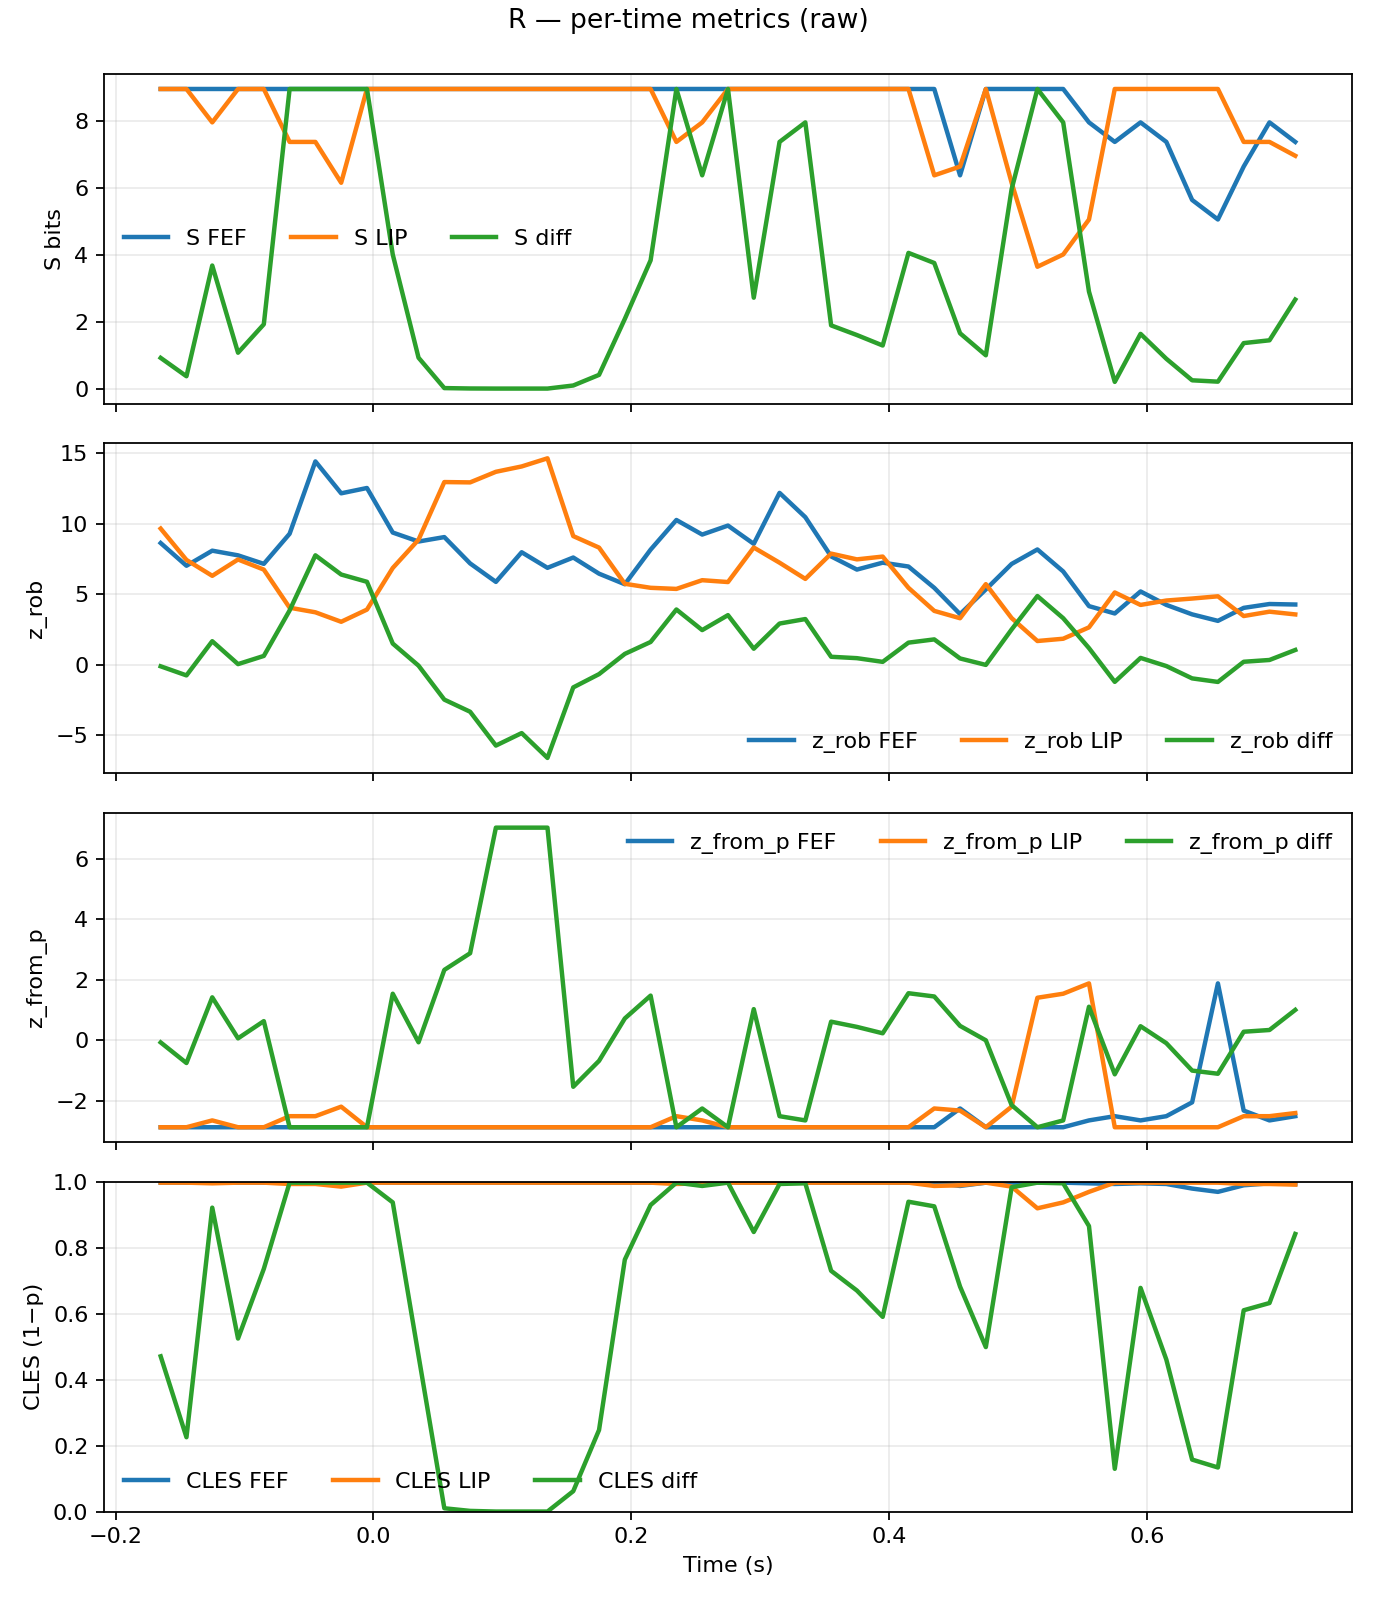 R — per-time metrics (raw)
S bits
8
6
4
2
0
S FEF S LIP S diff
z_rob
15
10
5
0
−5
z_rob FEF z_rob LIP z_rob diff
z_from_p
6
4
2
0
−2
z_from_p FEF z_from_p LIP z_from_p diff
CLES (1−p)
1.0
0.8
0.6
0.4
0.2
0.0
CLES FEF CLES LIP CLES diff
−0.2 0.0 0.2 0.4 0.6
Time (s)